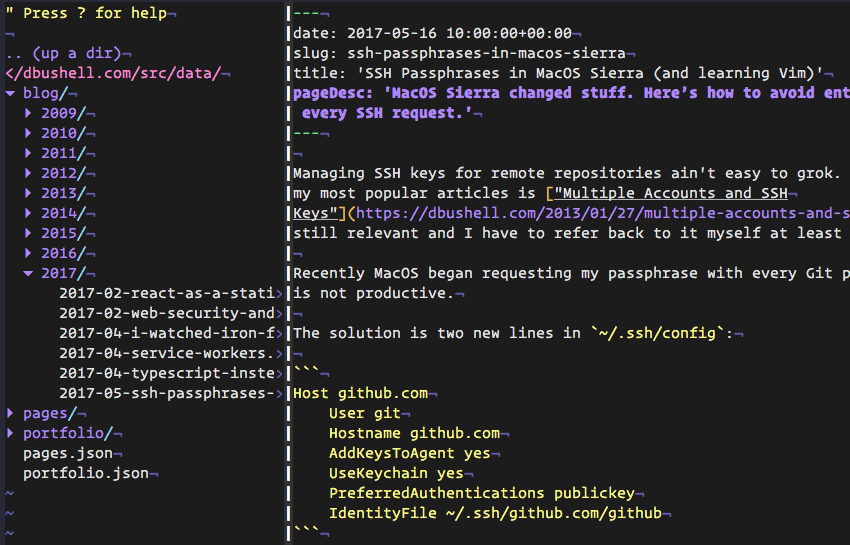 " Press ? for help¬
¬
.. (up a dir)¬
</dbushell.com/src/data/¬
▼ blog/¬
▸ 2009/¬
▸ 2010/¬
▸ 2011/¬
▸ 2012/¬
▸ 2013/¬
▸ 2014/¬
▸ 2015/¬
▸ 2016/¬
▼ 2017/¬
2017-02-react-as-a-stati>
2017-02-web-security-and>
2017-04-i-watched-iron-f>
2017-04-service-workers.>
2017-04-typescript-inste>
2017-05-ssh-passphrases->
▸ pages/¬
▸ portfolio/¬
pages.json¬
portfolio.json¬
~
~
~
---¬
date: 2017-05-16 10:00:00+00:00¬
slug: ssh-passphrases-in-macos-sierra¬
title: 'SSH Passphrases in MacOS Sierra (and learning Vim)'¬
pageDesc: 'MacOS Sierra changed stuff. Here’s how to avoid ent
every SSH request.'¬
---¬
¬
Managing SSH keys for remote repositories ain't easy to grok.
my most popular articles is ["Multiple Accounts and SSH¬
Keys"](https://dbushell.com/2013/01/27/multiple-accounts-and-s
still relevant and I have to refer back to it myself at least
¬
Recently MacOS began requesting my passphrase with every Git p
is not productive.¬
¬
The solution is two new lines in `~/.ssh/config`:¬
¬
```¬
Host github.com¬
User git¬
Hostname github.com¬
AddKeysToAgent yes¬
UseKeychain yes¬
PreferredAuthentications publickey¬
IdentityFile ~/.ssh/github.com/github¬
```¬